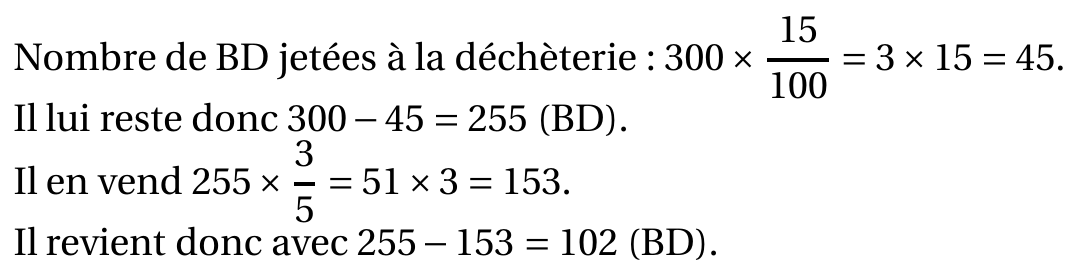 Nombre de BD jetées à la déchèterie : 300 × 15/100 = 3 × 15 = 45.
Il lui reste donc 300 − 45 = 255 (BD).
Il en vend 255 × 3/5 = 51 × 3 = 153.
Il revient donc avec 255 − 153 = 102 (BD).